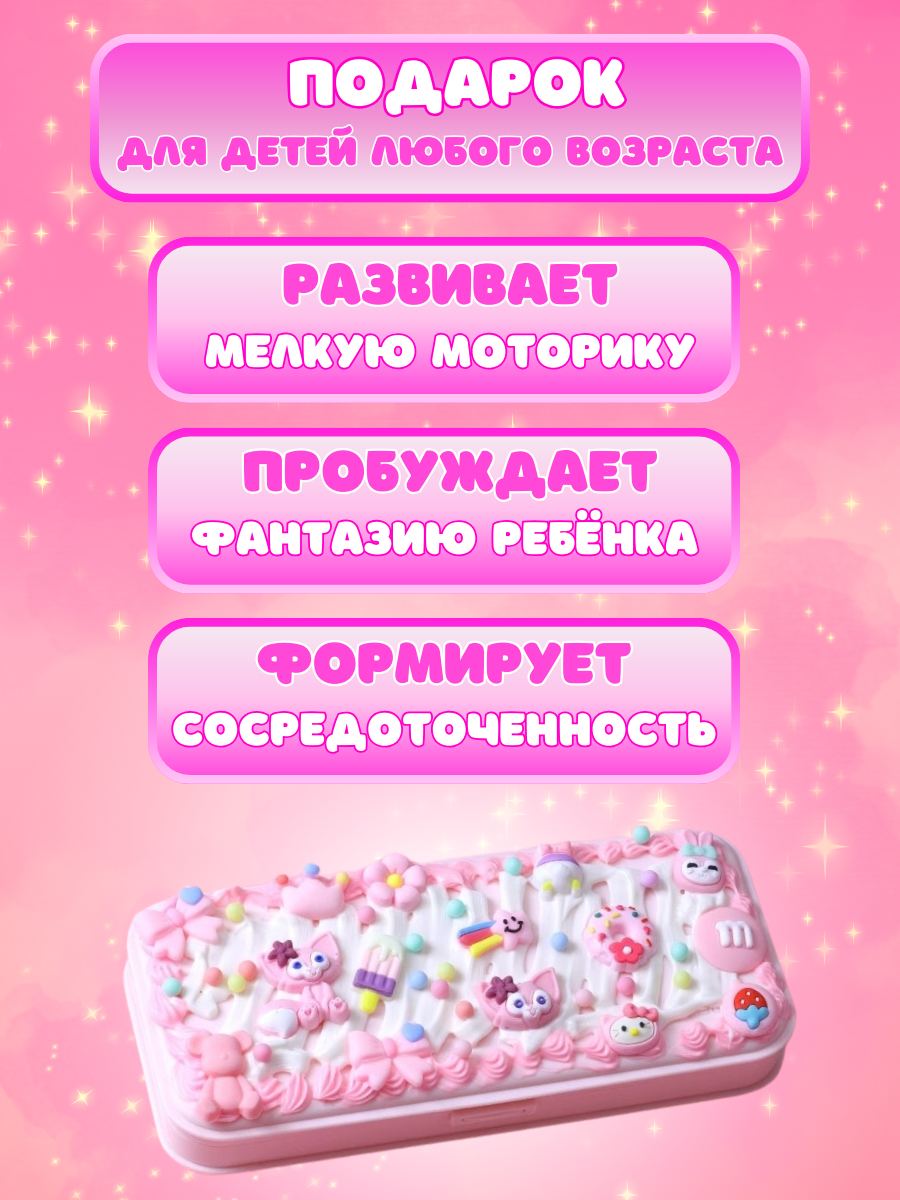 ПОДАРОК
ДЛЯ ДЕТЕЙ ЛЮБОГО ВОЗРАСТА
РАЗВИВАЕТ
МЕЛКУЮ МОТОРИКУ
ПРОБУЖДАЕТ
ФАНТАЗИЮ РЕБЁНКА
ФОРМИРУЕТ
СОСРЕДОТОЧЕННОСТЬ
m